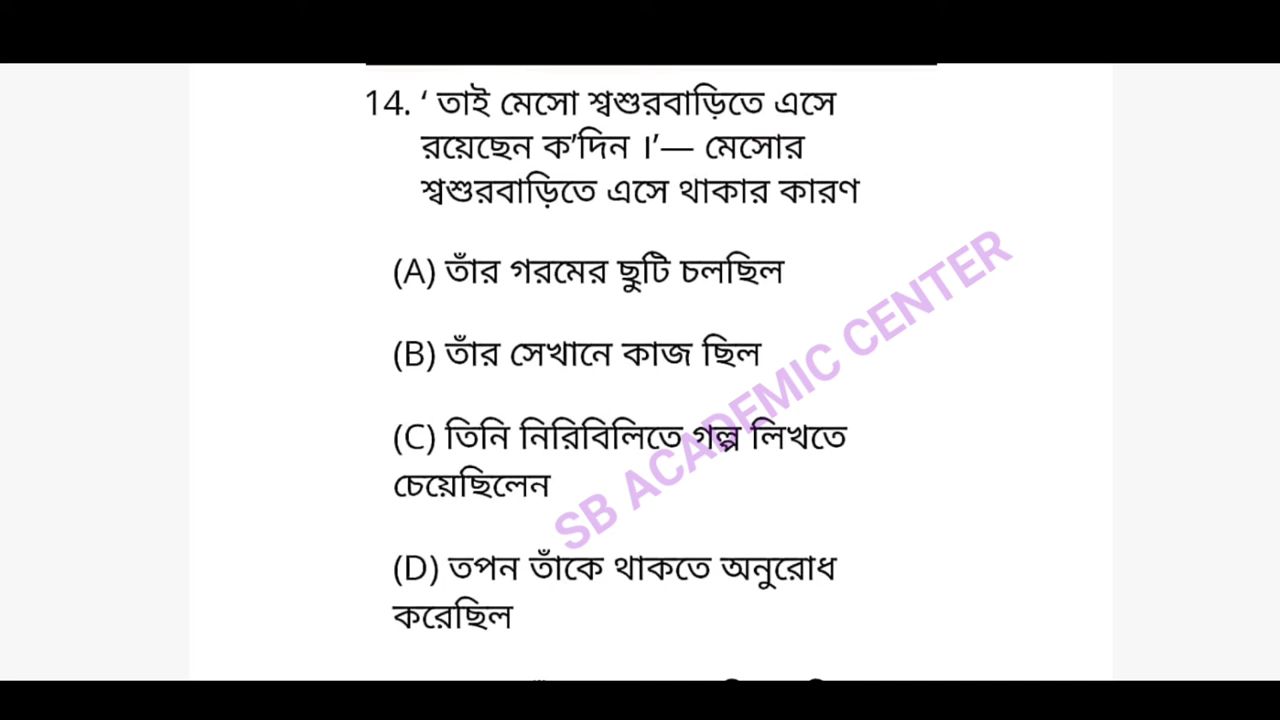 14. ‘ তাই মেসো শ্বশুরবাড়িতে এসে
রয়েছেন ক’দিন ।’— মেসোর
শ্বশুরবাড়িতে এসে থাকার কারণ
(A) তাঁর গরমের ছুটি চলছিল
(B) তাঁর সেখানে কাজ ছিল
(C) তিনি নিরিবিলিতে গল্প লিখতে
চেয়েছিলেন
(D) তপন তাঁকে থাকতে অনুরোধ
করেছিল
SB ACADEMIC CENTER